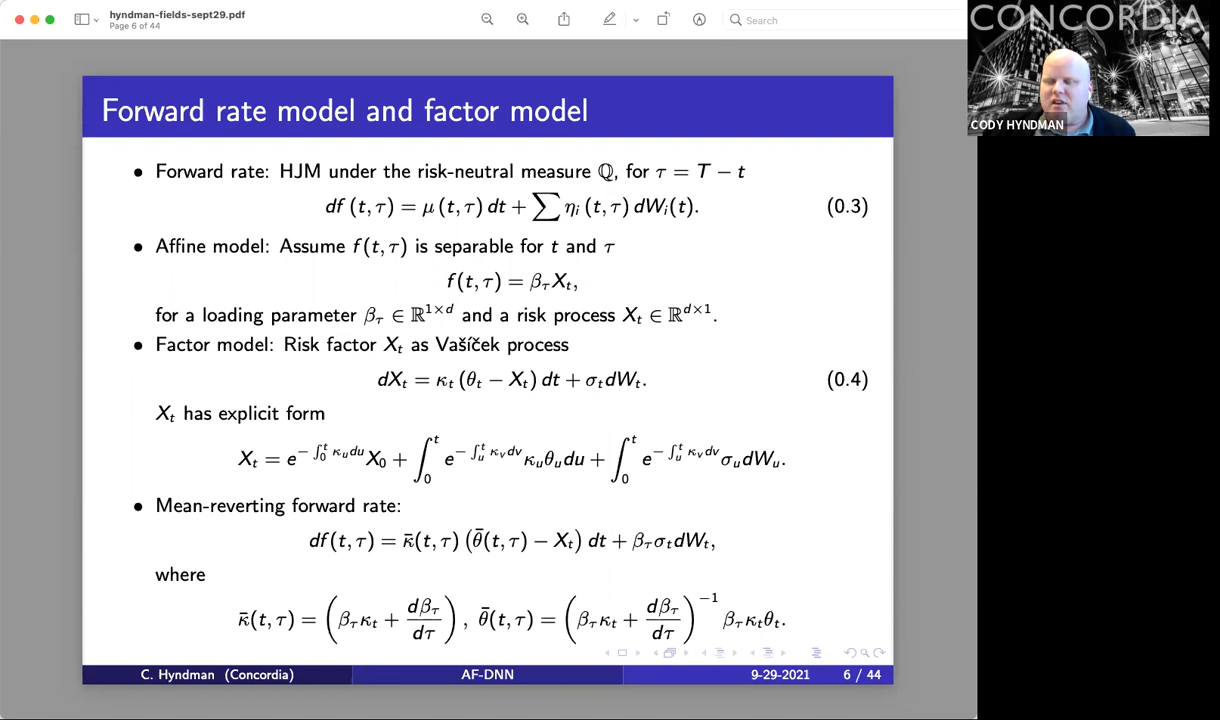 hyndman-fields-sept29.pdf
Page 6 of 44
Search
CONCORDIA
CODY HYNDMAN
Forward rate model and factor model
• Forward rate: HJM under the risk-neutral measure ℚ, for τ = T − t
df (t, τ) = μ (t, τ) dt + ∑ η_i (t, τ) dW_i(t). (0.3)
• Affine model: Assume f(t, τ) is separable for t and τ
f(t, τ) = β_τ X_t,
for a loading parameter β_τ ∈ ℝ^{1×d} and a risk process X_t ∈ ℝ^{d×1}.
• Factor model: Risk factor X_t as Vašíček process
dX_t = κ_t (θ_t − X_t) dt + σ_t dW_t. (0.4)
X_t has explicit form
X_t = e^{− ∫_0^t κ_u du} X_0 + ∫_0^t e^{− ∫_u^t κ_v dv} κ_u θ_u du + ∫_0^t e^{− ∫_u^t κ_v dv} σ_u dW_u.
• Mean-reverting forward rate:
df(t, τ) = κ̄(t, τ) (θ̄(t, τ) − X_t) dt + β_τ σ_t dW_t,
where
κ̄(t, τ) = (β_τ κ_t + dβ_τ/dτ), θ̄(t, τ) = (β_τ κ_t + dβ_τ/dτ)^{−1} β_τ κ_t θ_t.
C. Hyndman (Concordia) AF-DNN 9-29-2021 6 / 44